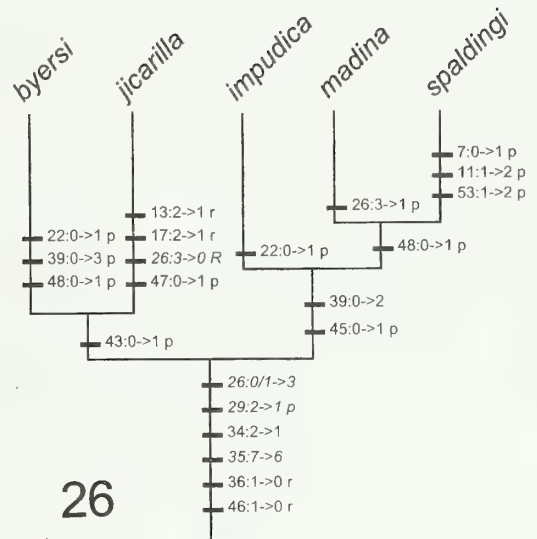 byersi
jicarilla
impudica
madina
spaldingi
7:0->1 p
11:1->2 p
53:1->2 p
13:2->1 r
17:2->1 r
26:3->0 R
47:0->1 p
22:0->1 p
39:0->3 p
48:0->1 p
22:0->1 p
26:3->1 p
48:0->1 p
39:0->2
45:0->1 p
43:0->1 p
26:0/1->3
29:2->1 p
34:2->1
35:7->6
36:1->0 r
46:1->0 r
26